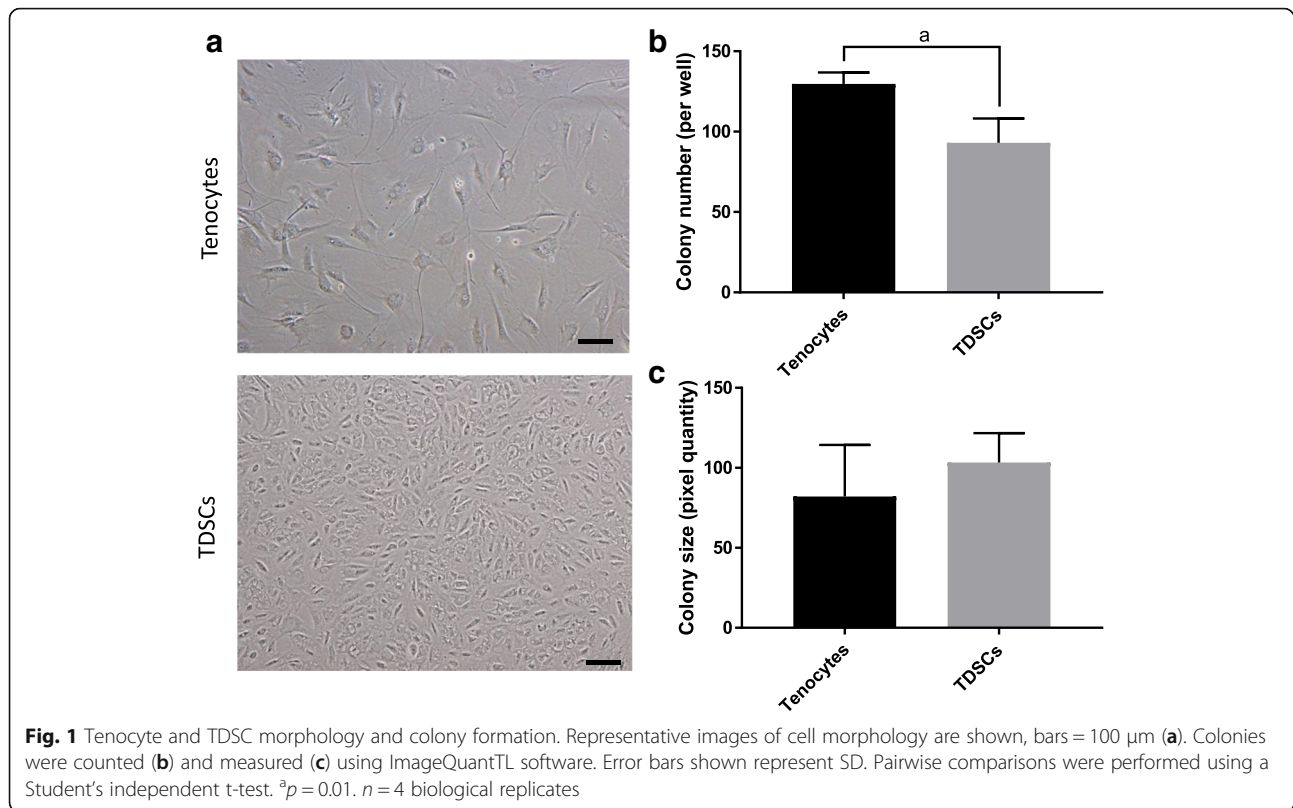 a
Tenocytes
TDSCs
b
Colony number (per well)
150
100
50
0
a
Tenocytes
TDSCs
c
Colony size (pixel quantity)
150
100
50
0
Tenocytes
TDSCs
Fig. 1 Tenocyte and TDSC morphology and colony formation. Representative images of cell morphology are shown, bars = 100 μm (a). Colonies
were counted (b) and measured (c) using ImageQuantTL software. Error bars shown represent SD. Pairwise comparisons were performed using a
Student's independent t-test. ᵃp = 0.01. n = 4 biological replicates